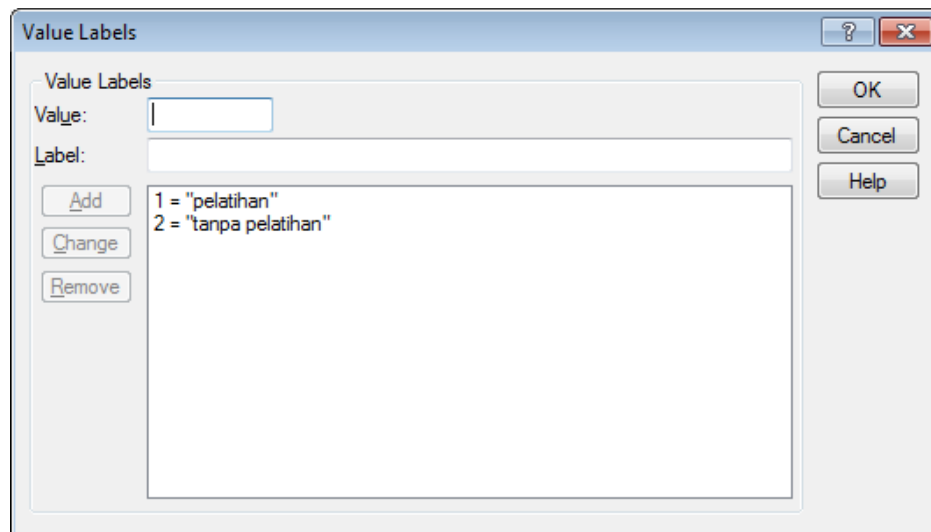 Value Labels
Value Labels
Value:
Label:
OK
Cancel
Help
Add
Change
Remove
1 = "pelatihan"
2 = "tanpa pelatihan"